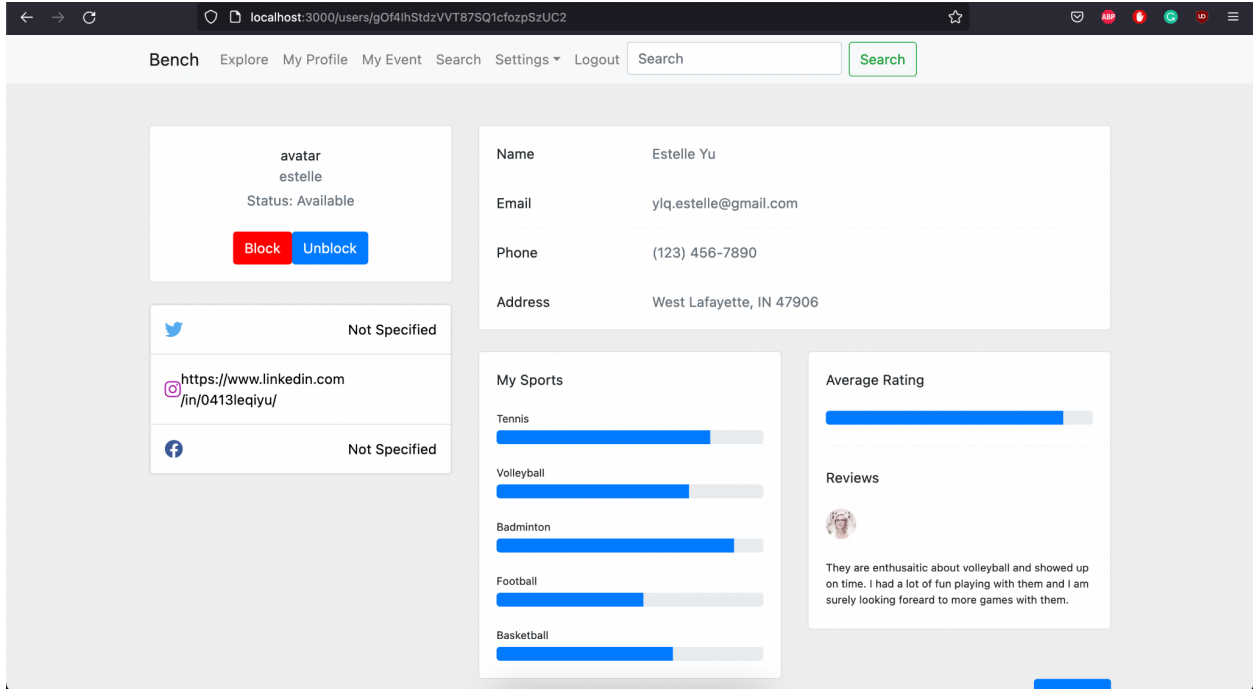 localhost:3000/users/gOf4IhStdzVVT87SQ1cfozpSzUC2
ABP
Bench Explore My Profile My Event Search Settings Logout Search Search
avatar
estelle
Status: Available
Block Unblock
Not Specified
https://www.linkedin.com
/in/0413leqiyu/
Not Specified
Name Estelle Yu
Email ylq.estelle@gmail.com
Phone (123) 456-7890
Address West Lafayette, IN 47906
My Sports
Tennis
Volleyball
Badminton
Football
Basketball
Average Rating
Reviews
They are enthusaitic about volleyball and showed up
on time. I had a lot of fun playing with them and I am
surely looking foreard to more games with them.